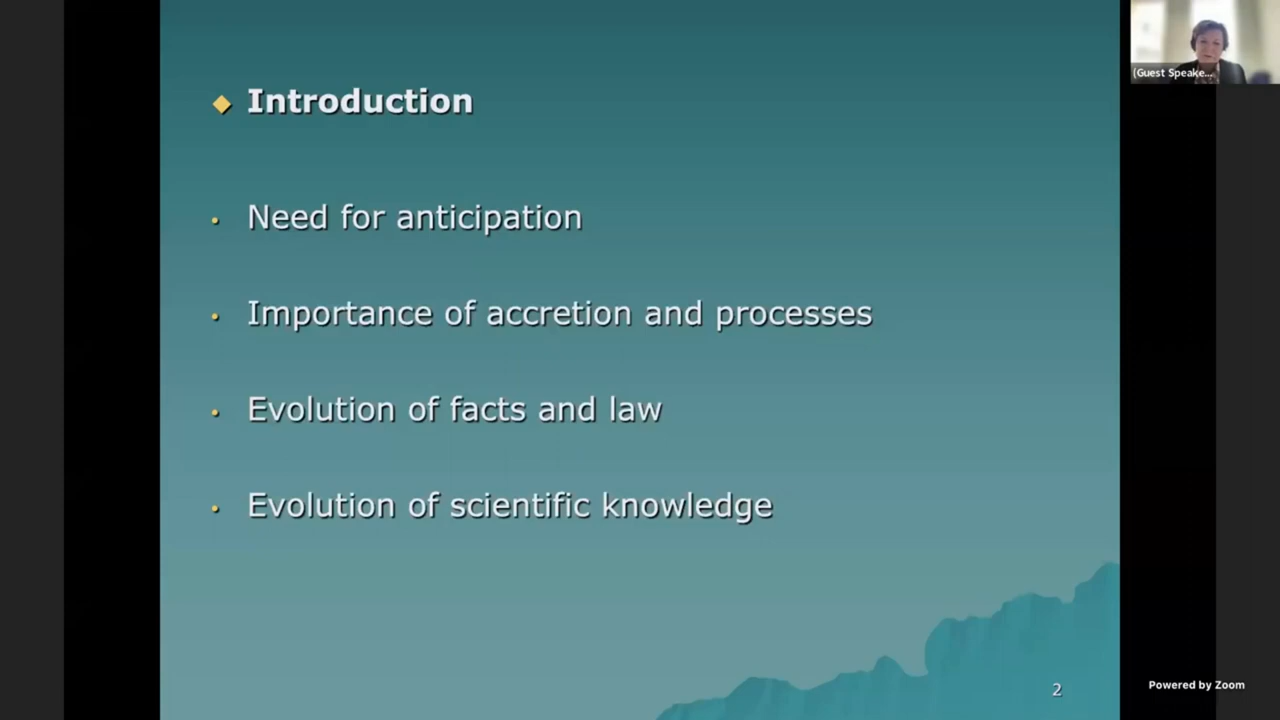 Introduction
Need for anticipation
Importance of accretion and processes
Evolution of facts and law
Evolution of scientific knowledge
2
(Guest Speake...
Powered by Zoom